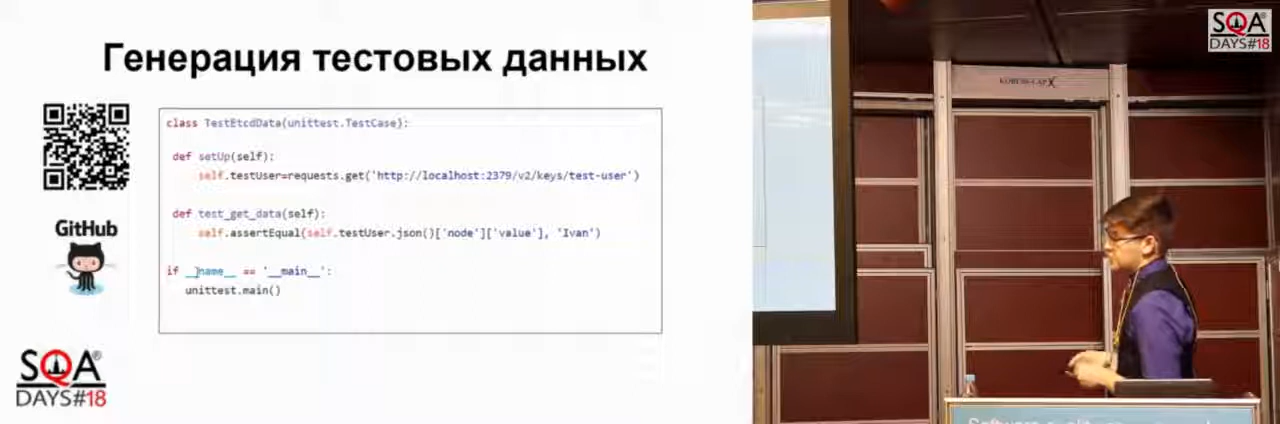 Генерация тестовых данных
class TestEtcdData(unittest.TestCase):
def setUp(self):
self.testUser=requests.get('http://localhost:2379/v2/keys/test-user')
def test_get_data(self):
self.assertEqual(self.testUser.json()['node']['value'], 'Ivan')
if __name__ == '__main__':
unittest.main()
GitHub
SQA
DAYS#18
SQA
DAYS#18